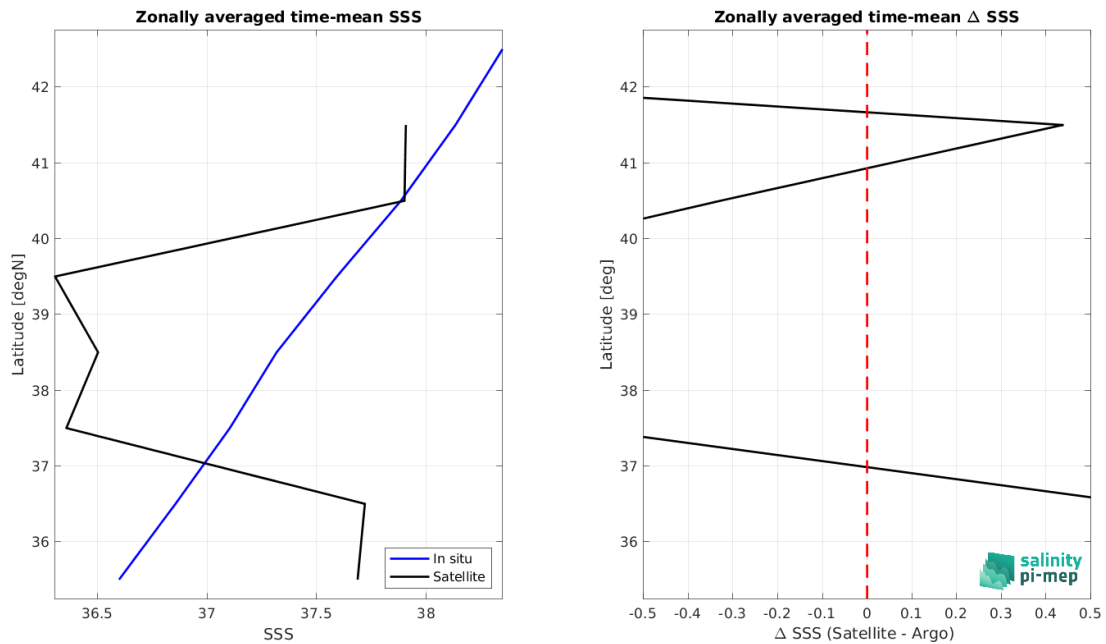 Zonally averaged time-mean SSS
Latitude [degN]
42
41
40
39
38
37
36
36.5 37 37.5 38
SSS
In situ
Satellite
Zonally averaged time-mean Δ SSS
Latitude [deg]
42
41
40
39
38
37
36
-0.5 -0.4 -0.3 -0.2 -0.1 0 0.1 0.2 0.3 0.4 0.5
Δ SSS (Satellite - Argo)
salinity
pi-mep